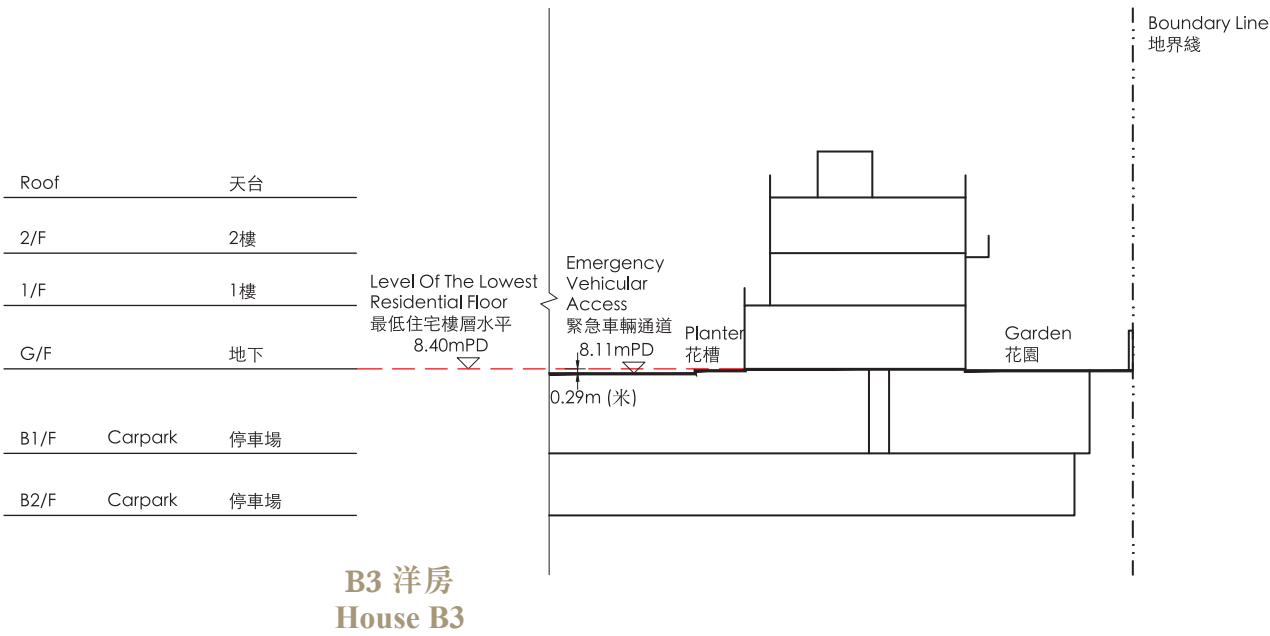 Boundary Line
地界綫
Roof 天台
2/F 2樓
1/F 1樓
G/F 地下
B1/F Carpark 停車場
B2/F Carpark 停車場
Level Of The Lowest
Residential Floor
最低住宅樓層水平
8.40mPD
Emergency
Vehicular
Access
緊急車輛通道
8.11mPD
0.29m (米)
Planter
花槽
Garden
花園
B3 洋房
House B3